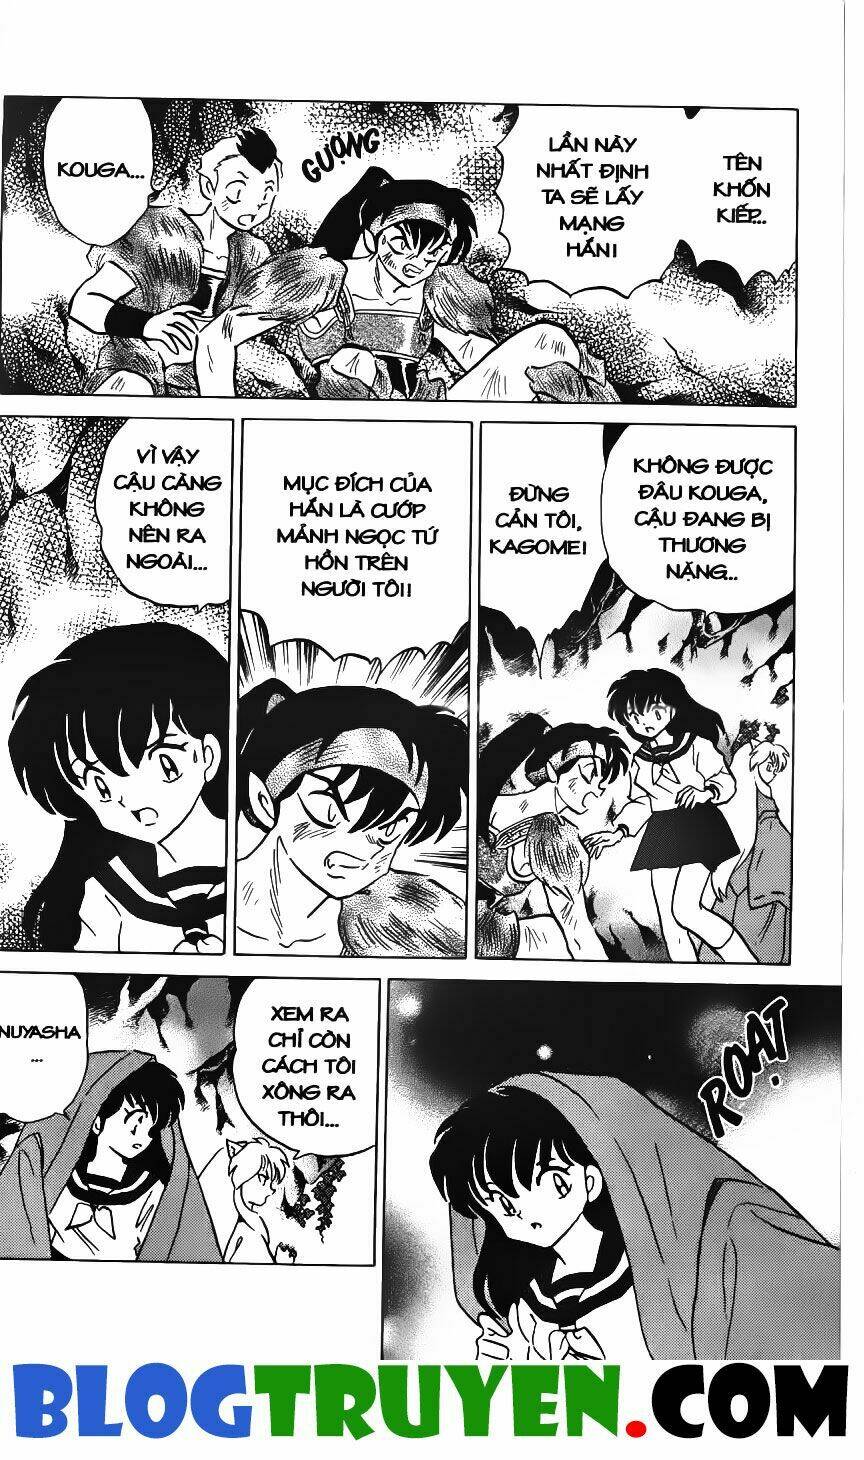 TÊN
KHỐN
KIẾP...
LẦN NÀY
NHẤT ĐỊNH
TA SẼ LẤY
MẠNG
HẮN!
GƯỢNG
KOUGA...
KHÔNG ĐƯỢC
ĐÂU KOUGA,
CẬU ĐANG BỊ
THƯƠNG
NẶNG...
ĐỪNG
CẢN TÔI,
KAGOME!
MỤC ĐÍCH CỦA
HẮN LÀ CƯỚP
MẢNH NGỌC TỨ
HỒN TRÊN
NGƯỜI TÔI!
VÌ VẬY
CẬU CÀNG
KHÔNG
NÊN RA
NGOÀI...
ROẠT
XEM RA
CHỈ CÒN
CÁCH TÔI
XÔNG RA
THÔI...
NUYASHA
...
BLOGTRUYEN.COM